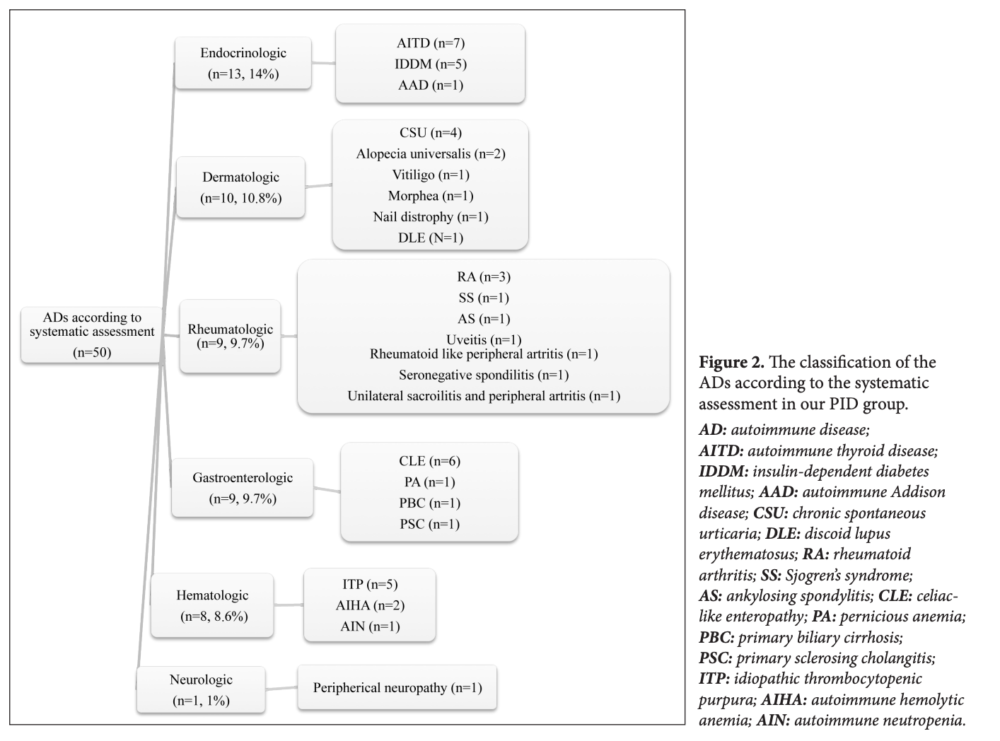 ADs according to
systematic assessment
(n=50)
Endocrinologic
(n=13, 14%)
AITD (n=7)
IDDM (n=5)
AAD (n=1)
Dermatologic
(n=10, 10.8%)
CSU (n=4)
Alopecia universalis (n=2)
Vitiligo (n=1)
Morphea (n=1)
Nail distrophy (n=1)
DLE (N=1)
Rheumatologic
(n=9, 9.7%)
RA (n=3)
SS (n=1)
AS (n=1)
Uveitis (n=1)
Rheumatoid like peripheral artritis (n=1)
Seronegative spondilitis (n=1)
Unilateral sacroilitis and peripheral artritis (n=1)
Gastroenterologic
(n=9, 9.7%)
CLE (n=6)
PA (n=1)
PBC (n=1)
PSC (n=1)
Hematologic
(n=8, 8.6%)
ITP (n=5)
AIHA (n=2)
AIN (n=1)
Neurologic
(n=1, 1%)
Peripherical neuropathy (n=1)
Figure 2. The classification of the
ADs according to the systematic
assessment in our PID group.
AD: autoimmune disease;
AITD: autoimmune thyroid disease;
IDDM: insulin-dependent diabetes
mellitus; AAD: autoimmune Addison
disease; CSU: chronic spontaneous
urticaria; DLE: discoid lupus
erythematosus; RA: rheumatoid
arthritis; SS: Sjogren's syndrome;
AS: ankylosing spondylitis; CLE: celiac-
like enteropathy; PA: pernicious anemia;
PBC: primary biliary cirrhosis;
PSC: primary sclerosing cholangitis;
ITP: idiopathic thrombocytopenic
purpura; AIHA: autoimmune hemolytic
anemia; AIN: autoimmune neutropenia.